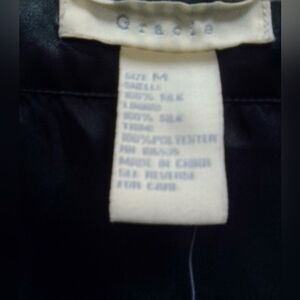 Gracia
SIZE M
SHELL:
100% SILK
LINING
100% SILK
TRIM:
100% POLYESTER
MADE IN CHINA
SEE REVERSE
FOR CARE